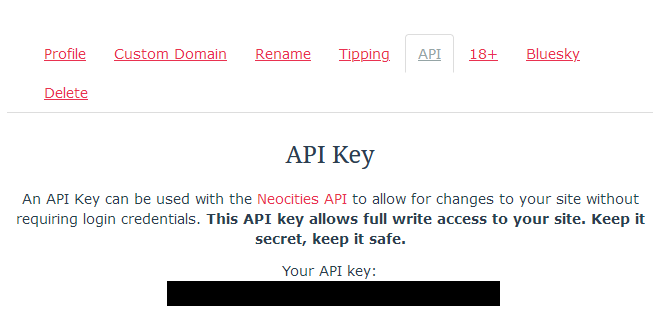 Profile Custom Domain Rename Tipping API 18+ Bluesky
Delete
API Key
An API Key can be used with the Neocities API to allow for changes to your site without
requiring login credentials. This API key allows full write access to your site. Keep it
secret, keep it safe.
Your API key: